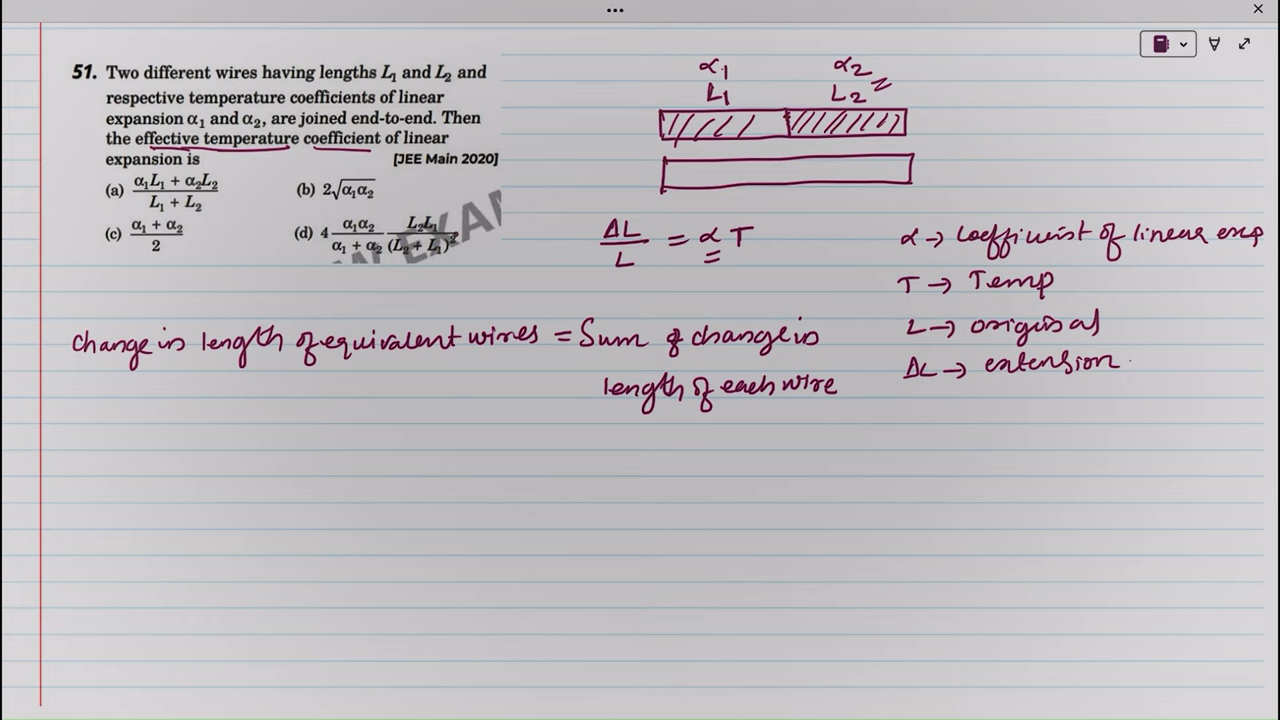 51. Two different wires having lengths L₁ and L₂ and
respective temperature coefficients of linear
expansion α₁ and α₂, are joined end-to-end. Then
the effective temperature coefficient of linear
expansion is [JEE Main 2020]
(a) (α₁L₁ + α₂L₂)/(L₁ + L₂) (b) 2√(α₁α₂)
(c) (α₁ + α₂)/2 (d) 4 (α₁α₂)/(α₁ + α₂) (L₂L₁)/(L₂ + L₁)²
α₁ α₂
L₁ L₂
ΔL/L = α T
α → coefficient of linear exp
T → Temp
L → original
ΔL → extension
change in length of equivalent wires = Sum of change in
length of each wire